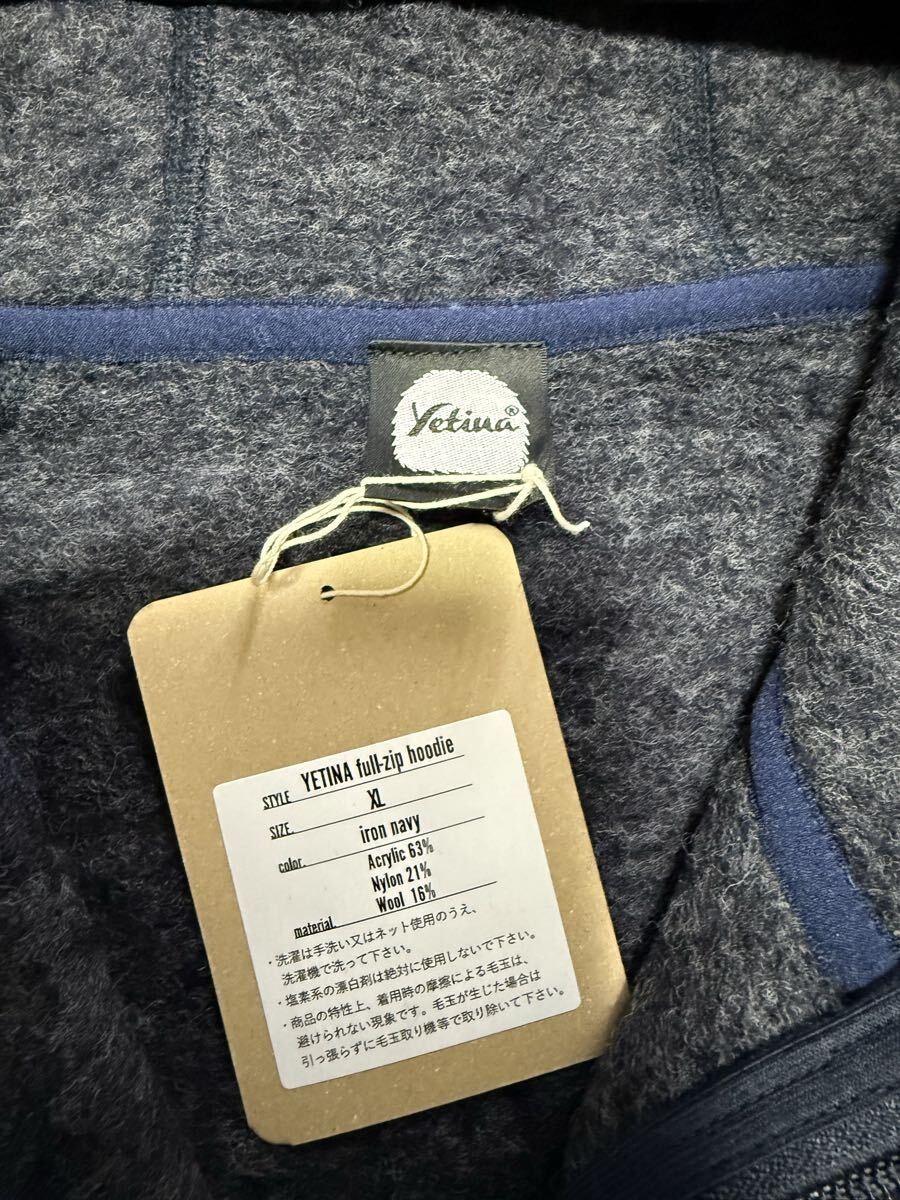 Yetina®
STYLE YETINA full-zip hoodie
SIZE. XL
color. iron navy
Acrylic 63%
Nylon 21%
material. Wool 16%
・洗濯は手洗い又はネット使用のうえ、
洗濯機で洗って下さい。
・塩素系の漂白剤は絶対に使用しないで下さい。
・商品の特性上、着用時の摩擦による毛玉は、
避けられない現象です。毛玉が生じた場合は
引っ張らずに毛玉取り機等で取り除いて下さい。